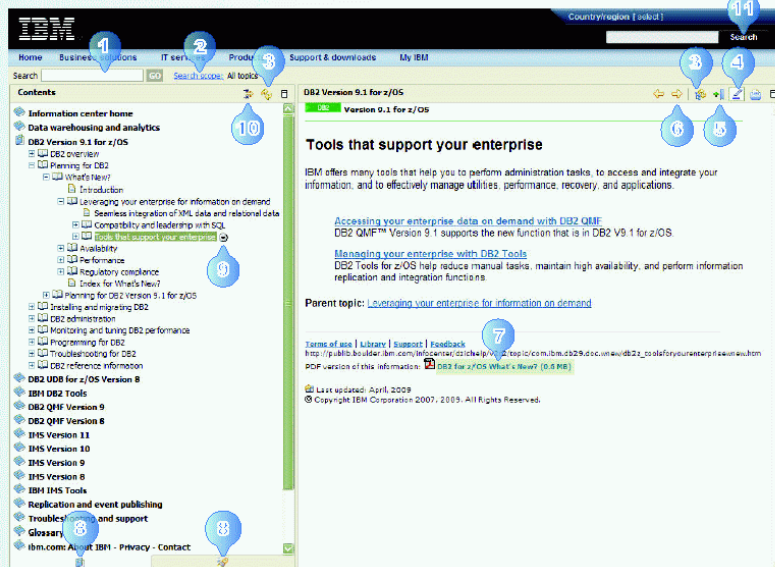 11
Country/region [ select ]
IBM
Search
1
2
Home Business solutions IT services Products Support & downloads My IBM
3
3
4
Search GO Search scope: All topics
Contents
DB2 Version 9.1 for z/OS
10
6
5
DB2 Version 9.1 for z/OS
Information center home
Data warehousing and analytics
DB2 Version 9.1 for z/OS
DB2 overview
Planning for DB2
What's New?
Introduction
Leveraging your enterprise for information on demand
Seamless integration of XML data and relational data
Compatibility and leadership with SQL
Tools that support your enterprise
Availability
9
Performance
Regulatory compliance
Index for What's New?
Planning for DB2 Version 9.1 for z/OS
Installing and migrating DB2
DB2 administration
Monitoring and tuning DB2 performance
Programming for DB2
Troubleshooting for DB2
DB2 reference information
DB2 UDB for z/OS Version 8
IBM DB2 Tools
DB2 QMF Version 9
DB2 QMF Version 8
IMS Version 11
IMS Version 10
IMS Version 9
IMS Version 8
IBM IMS Tools
Replication and event publishing
Troubleshooting and support
Glossary
ibm.com: About IBM - Privacy - Contact
8
8
Tools that support your enterprise
IBM offers many tools that help you to perform administration tasks, to access and integrate your
information, and to effectively manage utilities, performance, recovery, and applications.
Accessing your enterprise data on demand with DB2 QMF
DB2 QMF™ Version 9.1 supports the new function that is in DB2 V9.1 for z/OS.
Managing your enterprise with DB2 Tools
DB2 Tools for z/OS help reduce manual tasks, maintain high availability, and perform information
replication and integration functions.
Parent topic: Leveraging your enterprise for information on demand
7
Terms of use | Library | Support | Feedback
PDF version of this information: DB2 for z/OS What's New? (0.6 MB)
Last updated: April, 2009
© Copyright IBM Corporation 2007, 2009. All Rights Reserved.